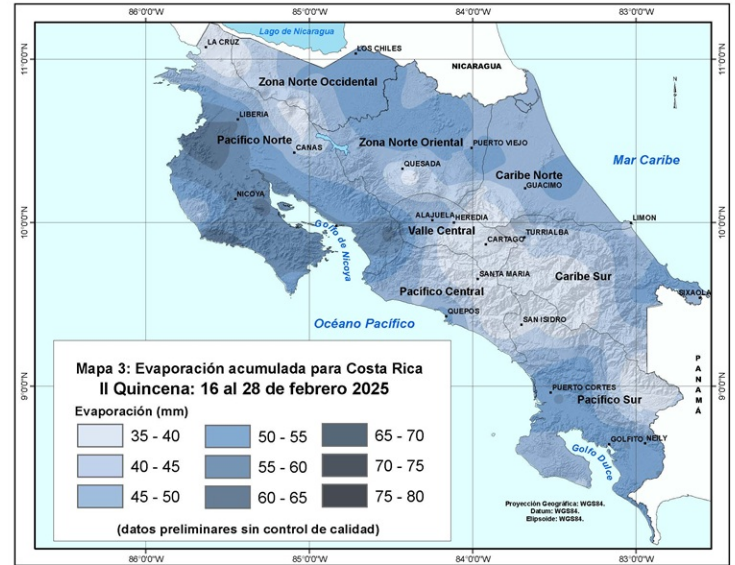 86°0'0"W
85°0'0"W
84°0'0"W
83°0'0"W
Lago de Nicaragua
LA CRUZ
LOS CHILES
11°0'0"N
11°0'0"N
NICARAGUA
Zona Norte Occidental
LIBERIA
Pacífico Norte
CANAS
Zona Norte Oriental
PUERTO VIEJO
Mar Caribe
QUESADA
Caribe Norte
GUACIMO
NICOYA
10°0'0"N
ALAJUELA
HEREDIA
LIMON
10°0'0"N
Golfo de Nicoya
Valle Central
CARTAGO
TURRIALBA
SANTA MARIA
Caribe Sur
Pacífico Central
BIXAOLA
QUEPOS
Océano Pacífico
SAN ISIDRO
PANAMÁ
Mapa 3: Evaporación acumulada para Costa Rica
II Quincena: 16 al 28 de febrero 2025
9°0'0"N
9°0'0"N
PUERTO CORTES
Pacífico Sur
Evaporación (mm)
35 - 40
50 - 55
65 - 70
40 - 45
55 - 60
70 - 75
45 - 50
60 - 65
75 - 80
(datos preliminares sin control de calidad)
GOLFITO
NEILY
Golfo Dulce
Proyección Geográfica: WGS84.
Datum: WGS84.
Elipsoide: WGS84.
86°0'0"W
85°0'0"W
84°0'0"W
83°0'0"W